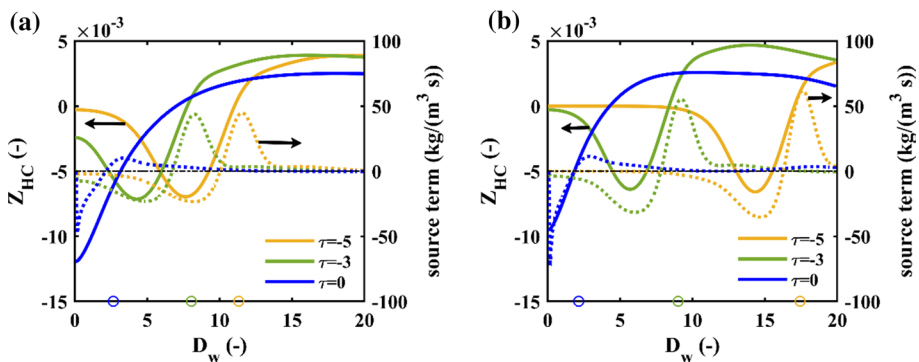 (a)
×10⁻³
5
0
-5
-10
-15
Z_HC (-)
100
50
0
-50
-100
source term (kg/(m³ s))
τ=-5
τ=-3
τ=0
0 5 10 15 20
D_w (-)
(b)
×10⁻³
5
0
-5
-10
-15
Z_HC (-)
100
50
0
-50
-100
source term (kg/(m³ s))
τ=-5
τ=-3
τ=0
0 5 10 15 20
D_w (-)